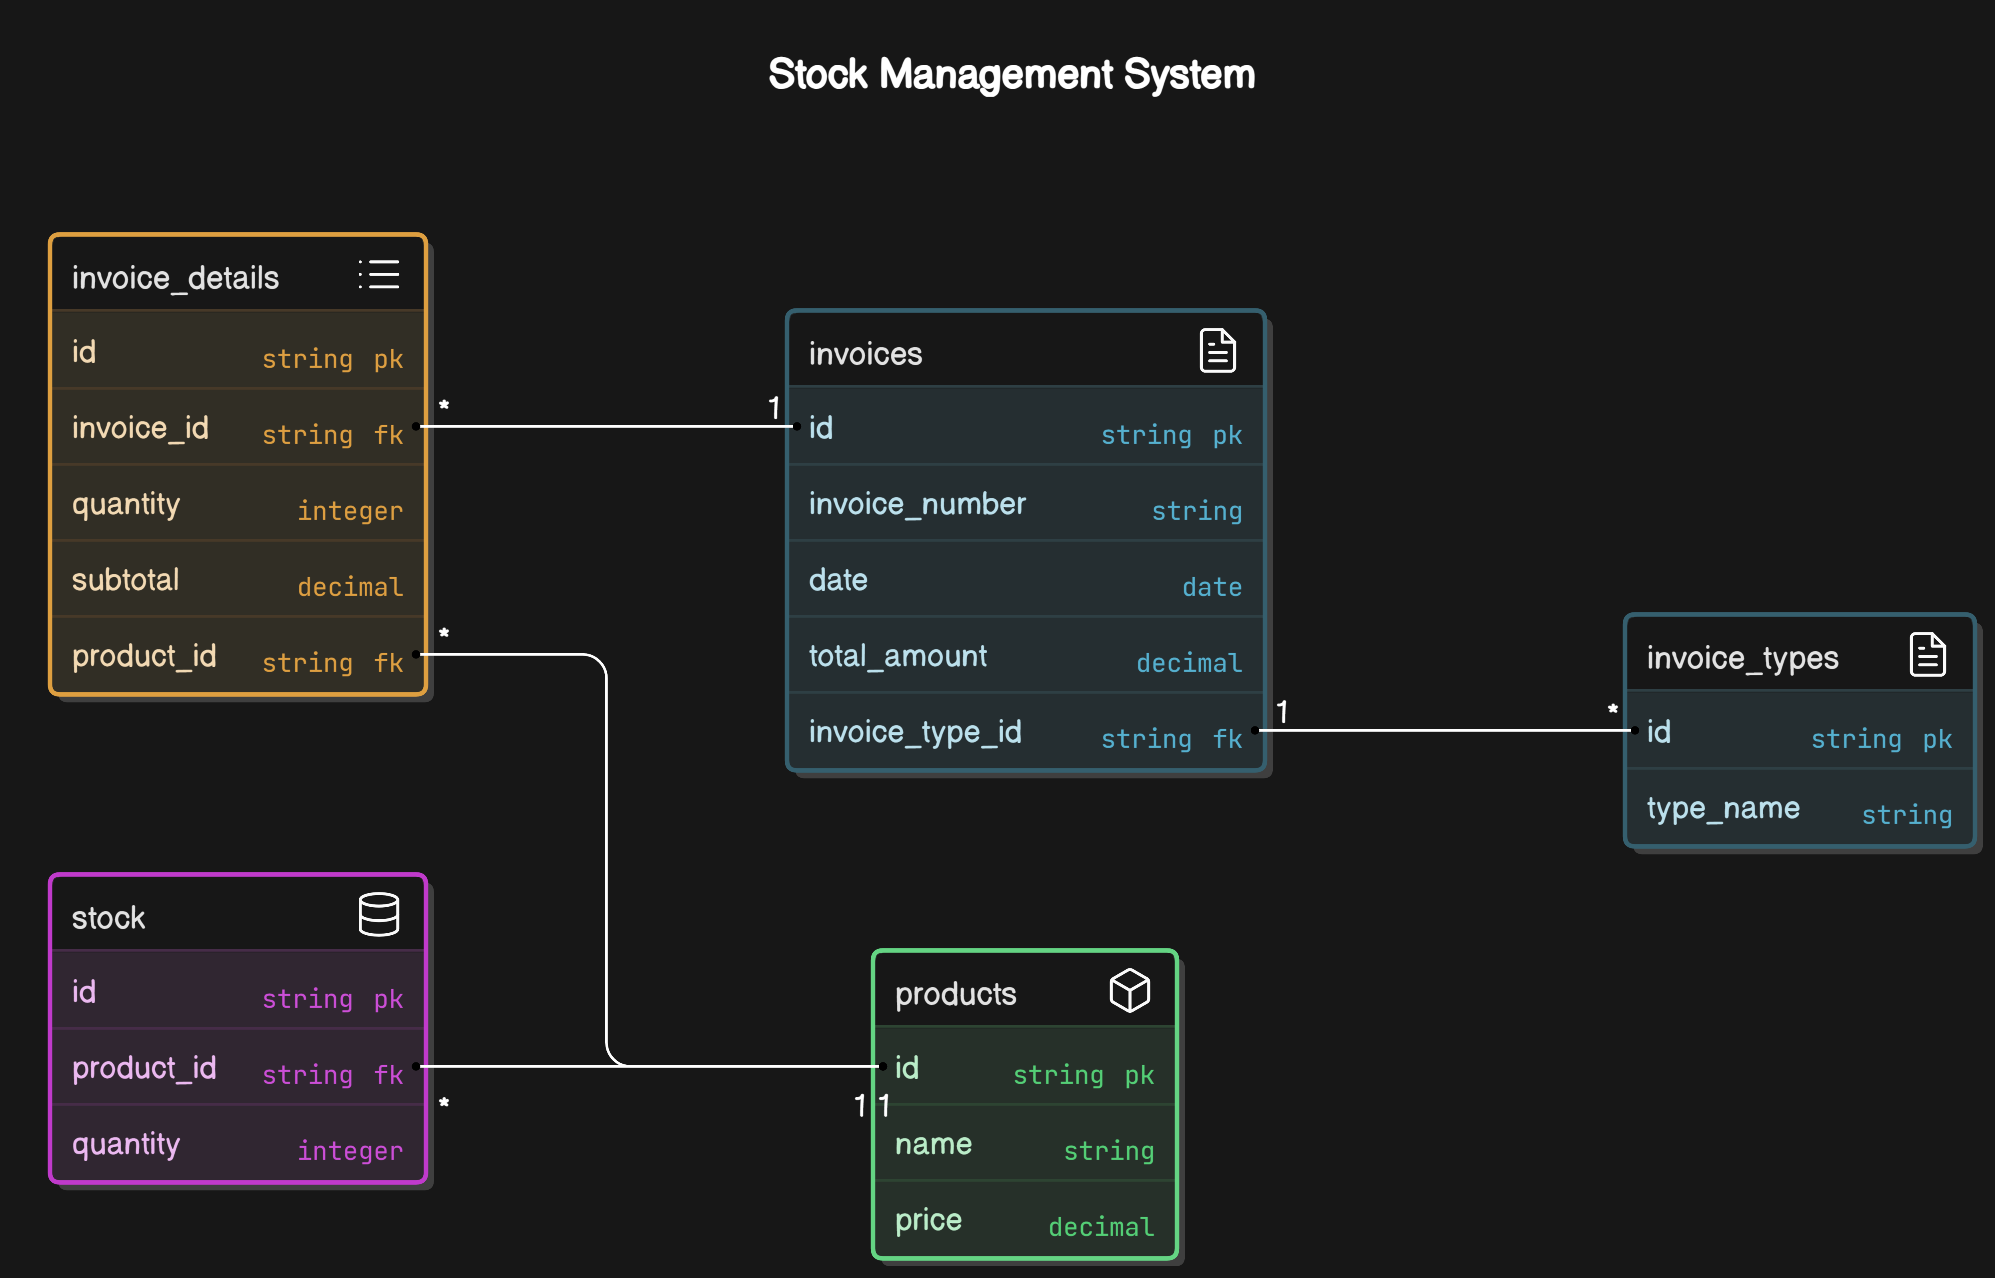 Stock Management System
invoice_details
id string pk
* 
invoice_id string fk
quantity integer
subtotal decimal
*
product_id string fk
invoices
1
id string pk
invoice_number string
date date
total_amount decimal
1
invoice_type_id string fk
invoice_types
*
id string pk
type_name string
stock
id string pk
product_id string fk
*
quantity integer
products
id string pk
1 1
name string
price decimal